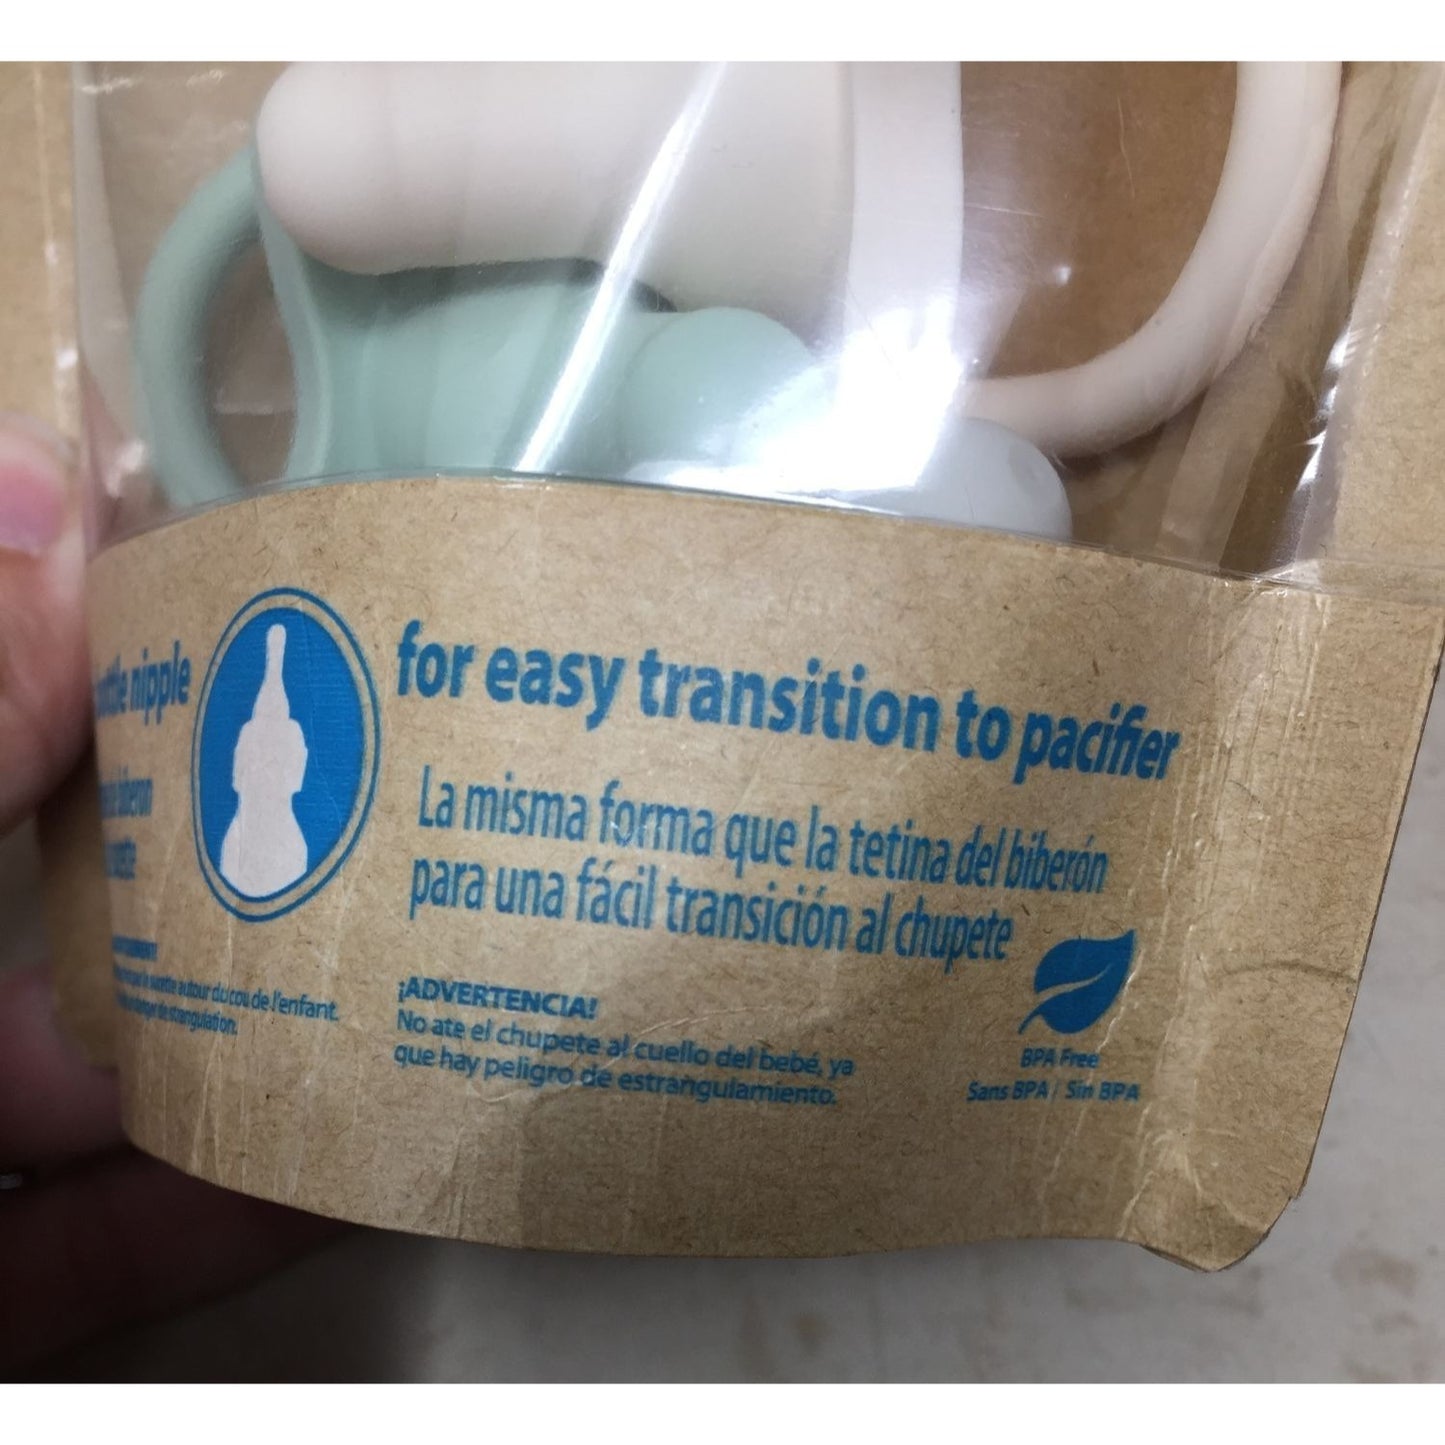 nipple
for easy transition to pacifier
biberon
La misma forma que la tetina del biberón
para una fácil transición al chupete
autour du cou de l'enfant.
de strangulation.
¡ADVERTENCIA!
No ate el chupete al cuello del bebé, ya
que hay peligro de estrangulamiento.
BPA Free
Sans BPA / Sin BPA